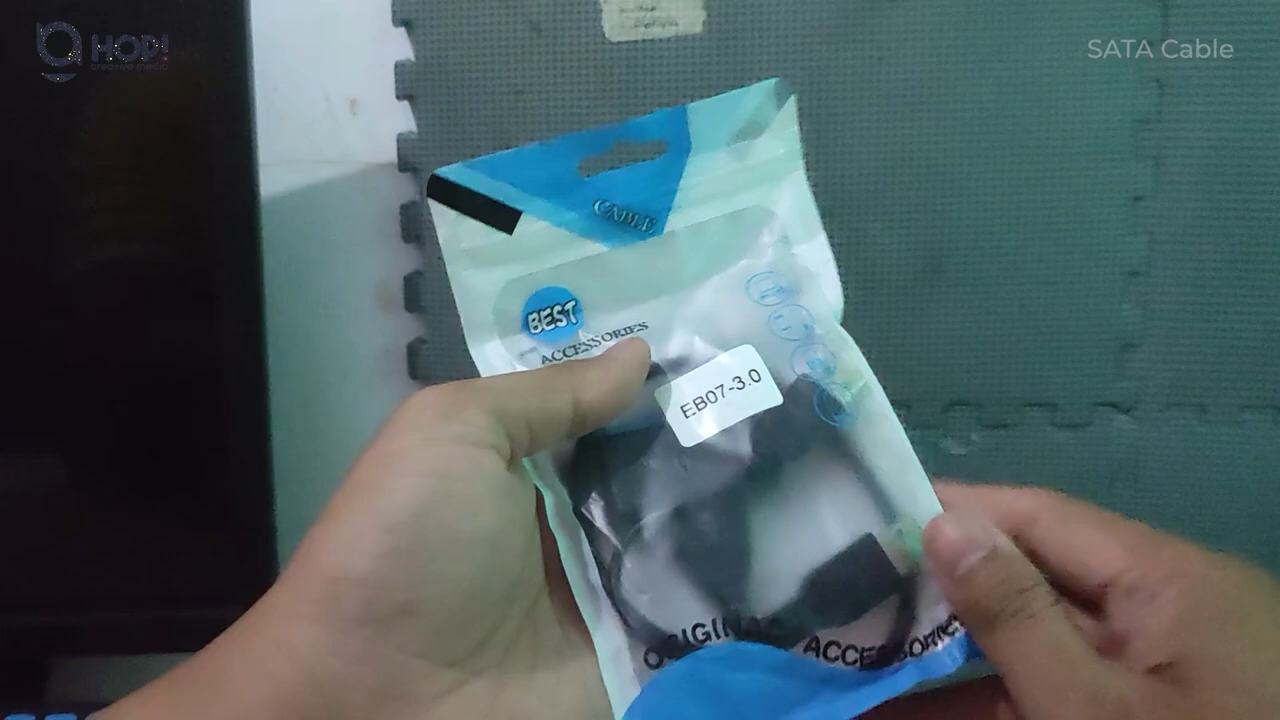 HOP!
SATA Cable
CABLE
BEST
ACCESSORIES
EB07-3.0
ORIGINAL ACCESSORIES